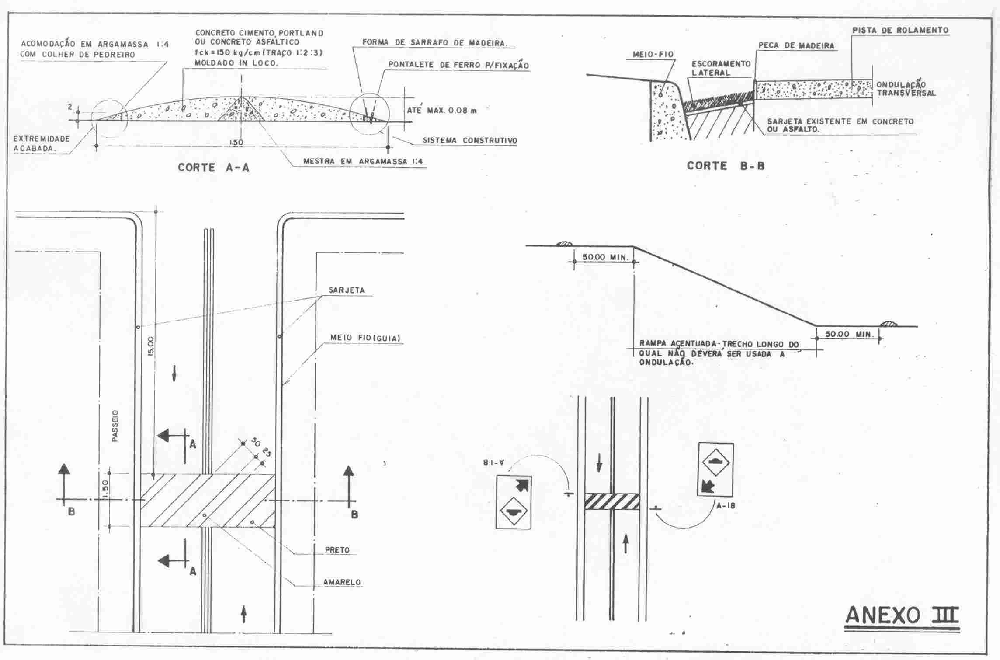 ACOMODAÇÃO EM ARGAMASSA 1:4
COM COLHER DE PEDREIRO
CONCRETO CIMENTO, PORTLAND
OU CONCRETO ASFÁLTICO
fck=150 kg/cm (TRAÇO 1:2:3)
MOLDADO IN LOCO.
FORMA DE SARRAFO DE MADEIRA.
PONTALETE DE FERRO P/FIXAÇÃO
2
ATÉ MAX. 0.08 m
EXTREMIDADE
ACABADA.
1.50
SISTEMA CONSTRUTIVO
MESTRA EM ARGAMASSA 1:4
CORTE A-A
PISTA DE ROLAMENTO
PECA DE MADEIRA
MEIO-FIO
ESCORAMENTO
LATERAL
ONDULAÇÃO
TRANSVERSAL
SARJETA EXISTENTE EM CONCRETO
OU ASFALTO.
CORTE B-B
SARJETA
MEIO FIO (GUIA)
15.00
PASSEIO
A
50 25
1.50
B
B
PRETO
A
AMARELO
50.00 MIN.
50.00 MIN.
RAMPA AÇENTUADA-TRECHO LONGO DO
QUAL NÃO DEVERÁ SER USADA A
ONDULAÇÃO.
A-18
A-18
ANEXO III